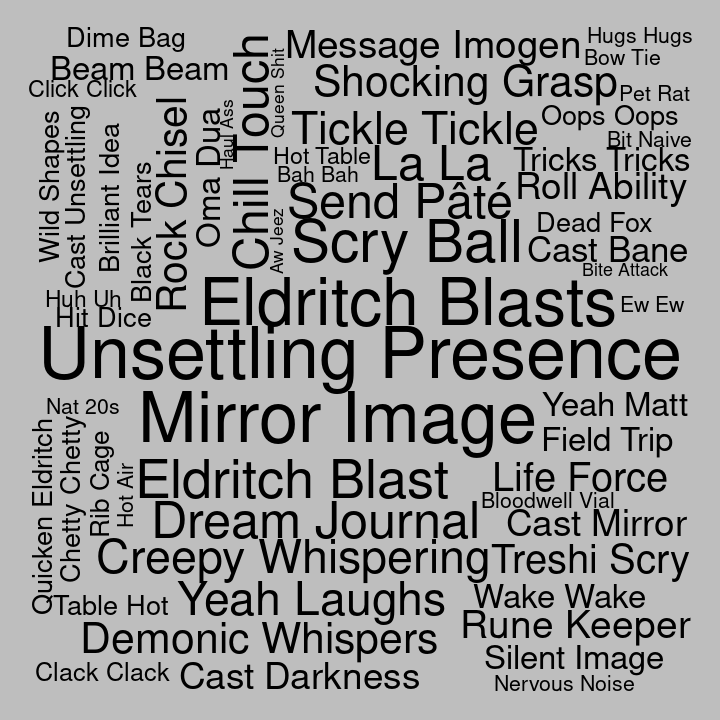 Dime Bag
Message Imogen
Hugs Hugs
Bow Tie
Beam Beam
Shocking Grasp
Click Click
Pet Rat
Queen Shit
Chill Touch
Haul Ass
Oma Dua
Rock Chisel
Black Tears
Brilliant Idea
Cast Unsettling
Wild Shapes
Tickle Tickle
Oops Oops
Bit Naive
Hot Table
La La
Tricks Tricks
Bah Bah
Send Pâté
Roll Ability
Aw Jeez
Scry Ball
Dead Fox
Cast Bane
Bite Attack
Huh Uh
Eldritch Blasts
Ew Ew
Hit Dice
Unsettling Presence
Nat 20s
Mirror Image
Yeah Matt
Field Trip
Quicken Eldritch
Chetty Chetty
Rib Cage
Hot Air
Eldritch Blast
Life Force
Bloodwell Vial
Dream Journal
Cast Mirror
Creepy Whispering
Treshi Scry
Table Hot
Yeah Laughs
Wake Wake
Demonic Whispers
Rune Keeper
Silent Image
Clack Clack
Cast Darkness
Nervous Noise